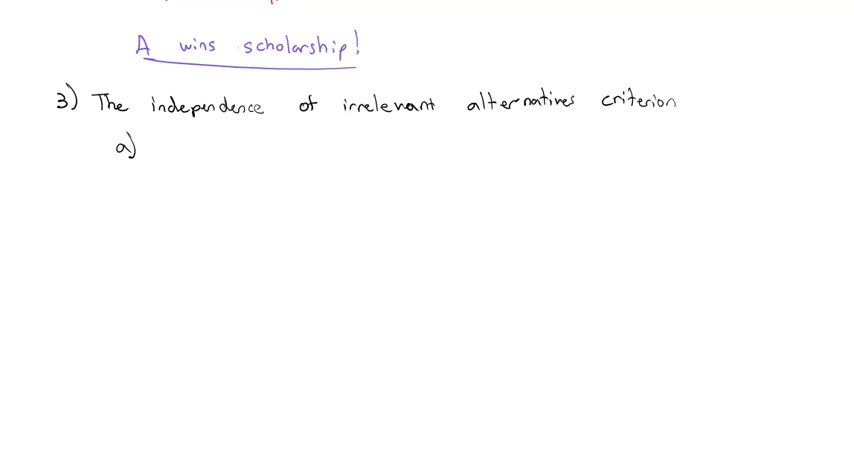 A wins scholarship!
3) The independence of irrelevant alternatives criterion
a)